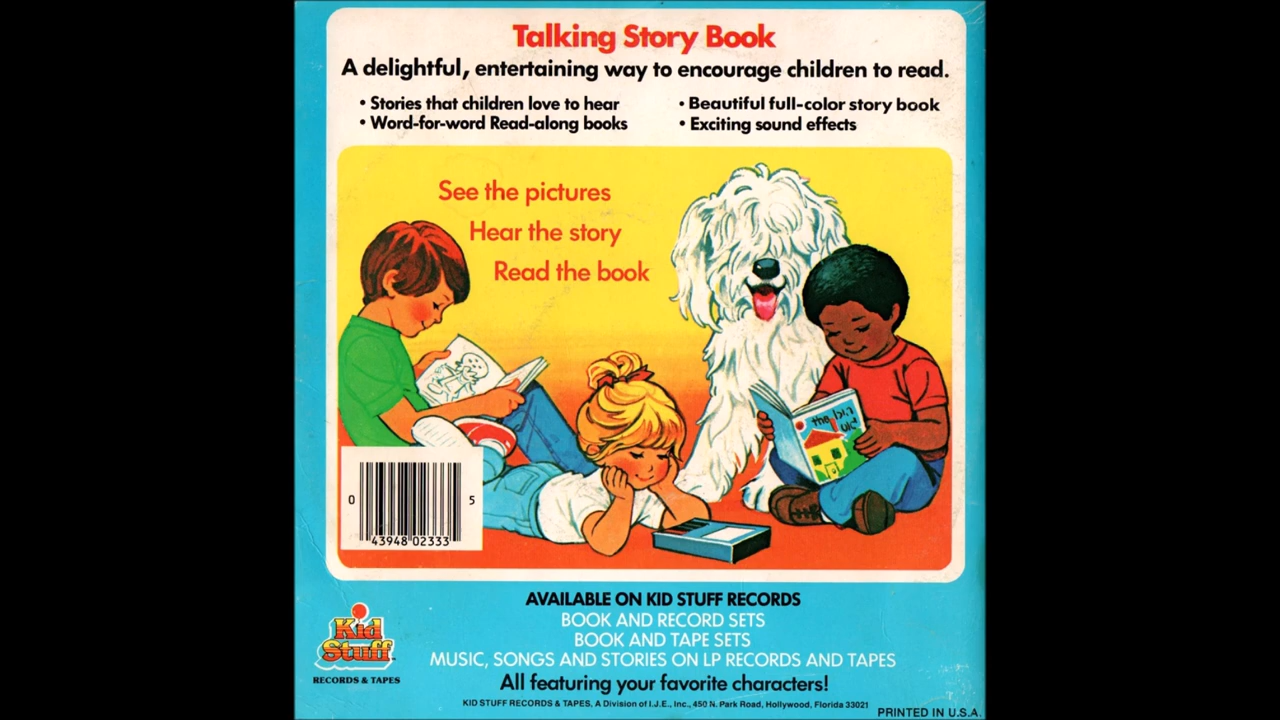 Talking Story Book
A delightful, entertaining way to encourage children to read.
• Stories that children love to hear
• Word-for-word Read-along books
• Beautiful full-color story book
• Exciting sound effects
See the pictures
Hear the story
Read the book
the
0 43948 02333 5
AVAILABLE ON KID STUFF RECORDS
BOOK AND RECORD SETS
BOOK AND TAPE SETS
MUSIC, SONGS AND STORIES ON LP RECORDS AND TAPES
All featuring your favorite characters!
Kid
Stuff
RECORDS & TAPES
KID STUFF RECORDS & TAPES, A Division of I.J.E., Inc., 450 N. Park Road, Hollywood, Florida 33021
PRINTED IN U.S.A.